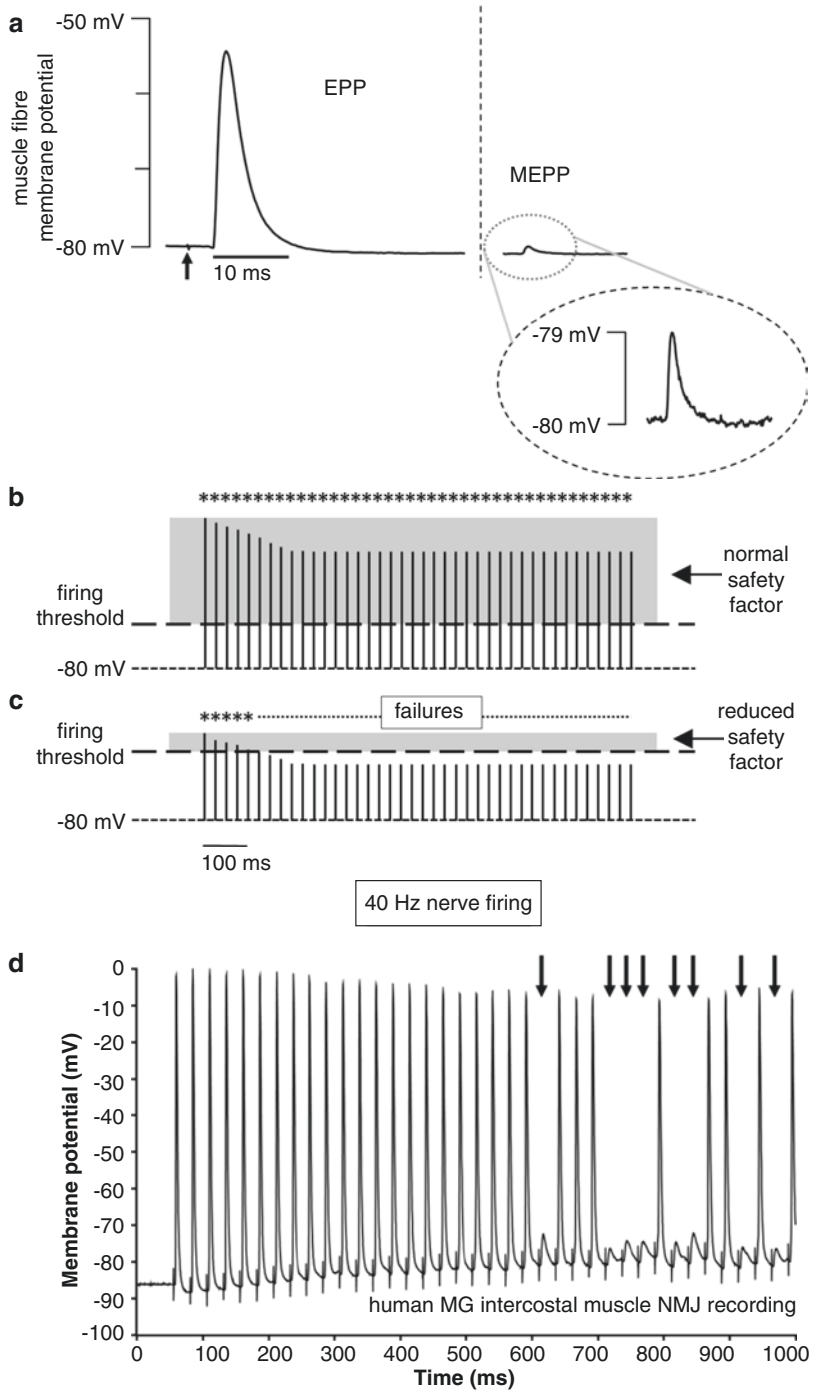 a
-50 mV
muscle fibre
membrane potential
-80 mV
EPP
10 ms
MEPP
-79 mV
-80 mV
b
****************************************
firing
threshold
-80 mV
normal
safety
factor
c
*****
failures
firing
threshold
-80 mV
reduced
safety
factor
100 ms
40 Hz nerve firing
d
Membrane potential (mV)
0
-10
-20
-30
-40
-50
-60
-70
-80
-90
-100
human MG intercostal muscle NMJ recording
0 100 200 300 400 500 600 700 800 900 1000
Time (ms)